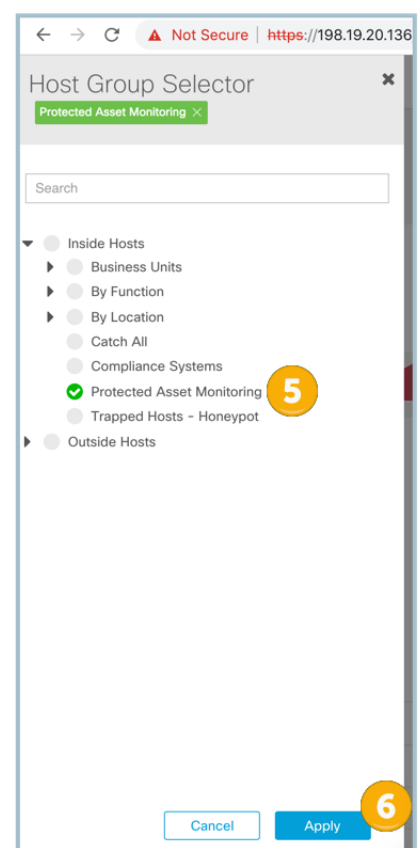 Not Secure | https://198.19.20.136
Host Group Selector
Protected Asset Monitoring ×
Search
Inside Hosts
Business Units
By Function
By Location
Catch All
Compliance Systems
Protected Asset Monitoring 5
Trapped Hosts - Honeypot
Outside Hosts
6
Cancel Apply